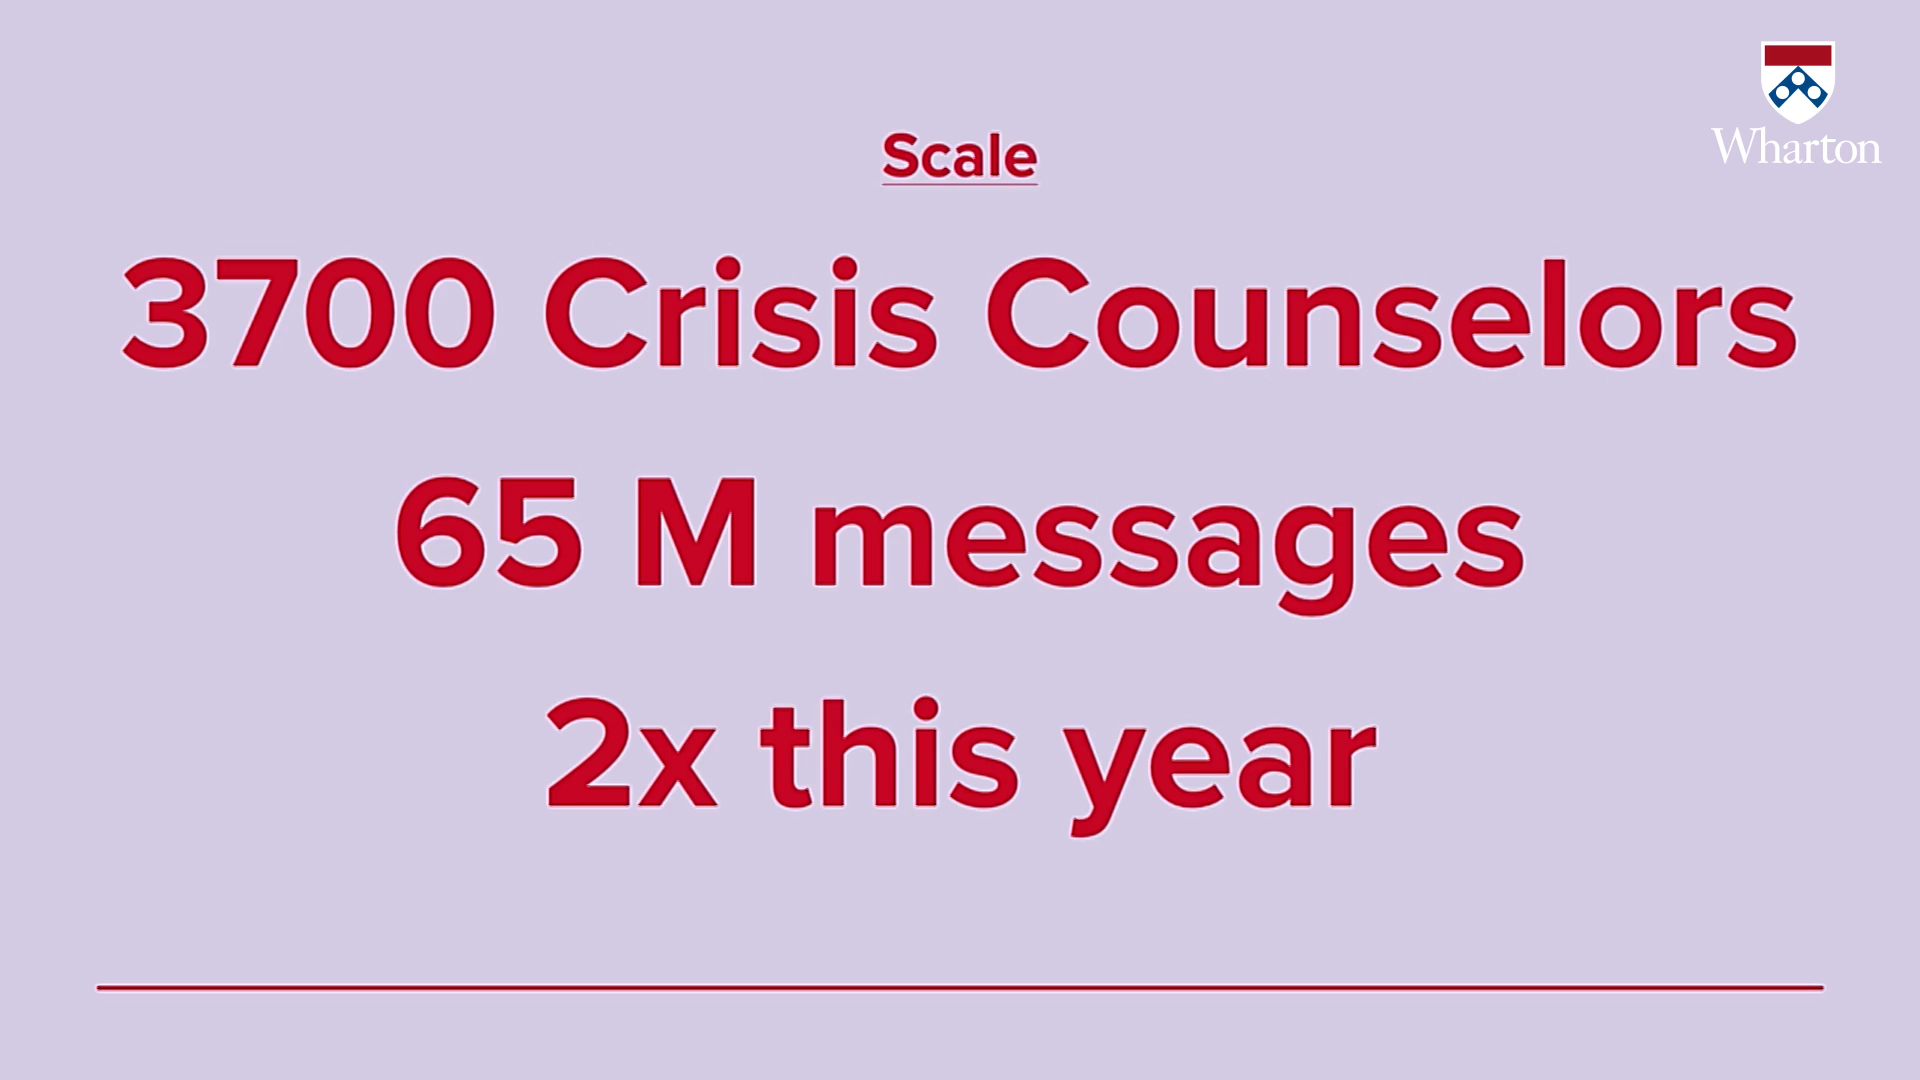 Wharton
Scale
3700 Crisis Counselors
65 M messages
2x this year